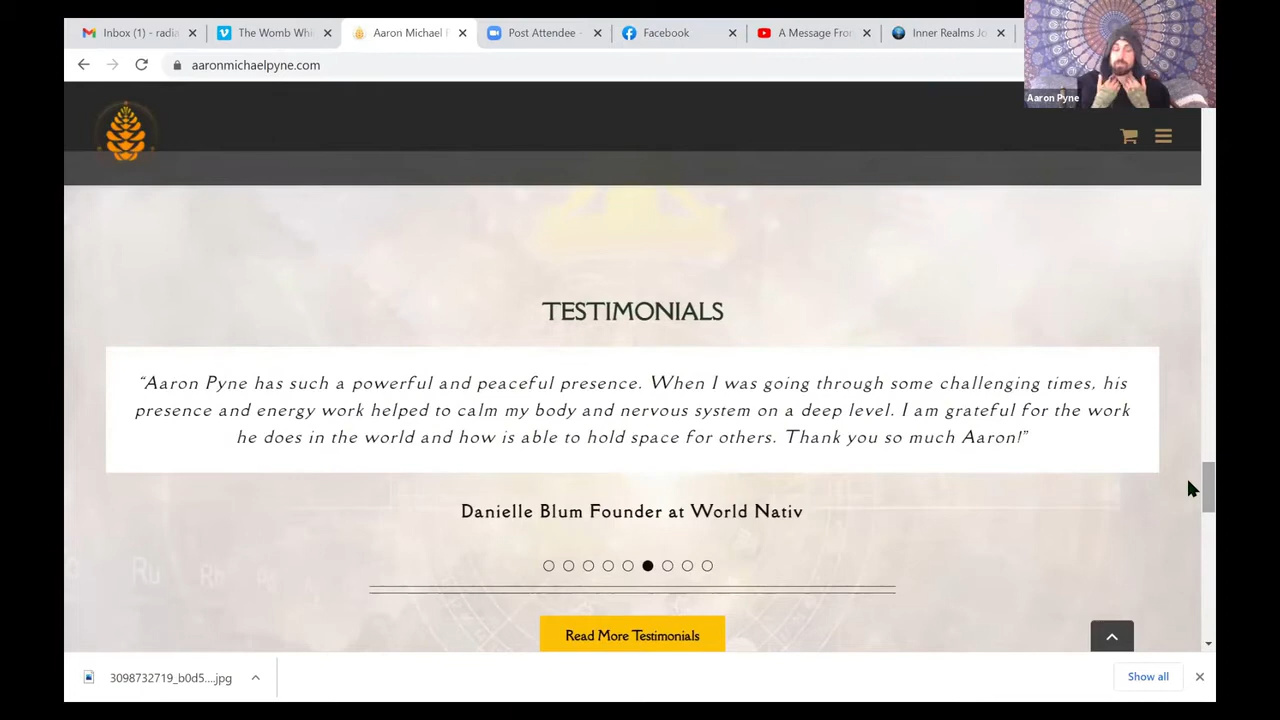 Inbox (1) - radia
The Womb Whi
Aaron Michael P
Post Attendee -
Facebook
A Message Fro
Inner Realms Jo
aaronmichaelpyne.com
Aaron Pyne
TESTIMONIALS
“Aaron Pyne has such a powerful and peaceful presence. When I was going through some challenging times, his
presence and energy work helped to calm my body and nervous system on a deep level. I am grateful for the work
he does in the world and how is able to hold space for others. Thank you so much Aaron!”
Danielle Blum Founder at World Nativ
Ru
Rh
Read More Testimonials
3098732719_b0d5....jpg
Show all